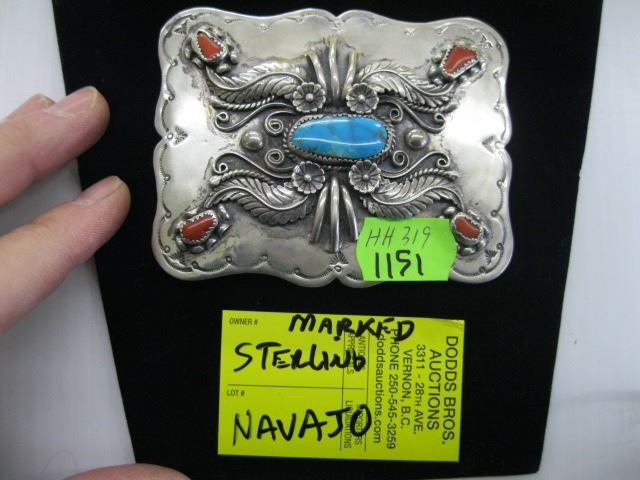 HH 319
1151
OWNER #
MARKED
STERLING
LOT #
NAVAJO
DODDS BROS.
AUCTIONS
3311 - 28TH AVE.
VERNON, B.C.
PHONE 250-545-3259
doddsauctions.com